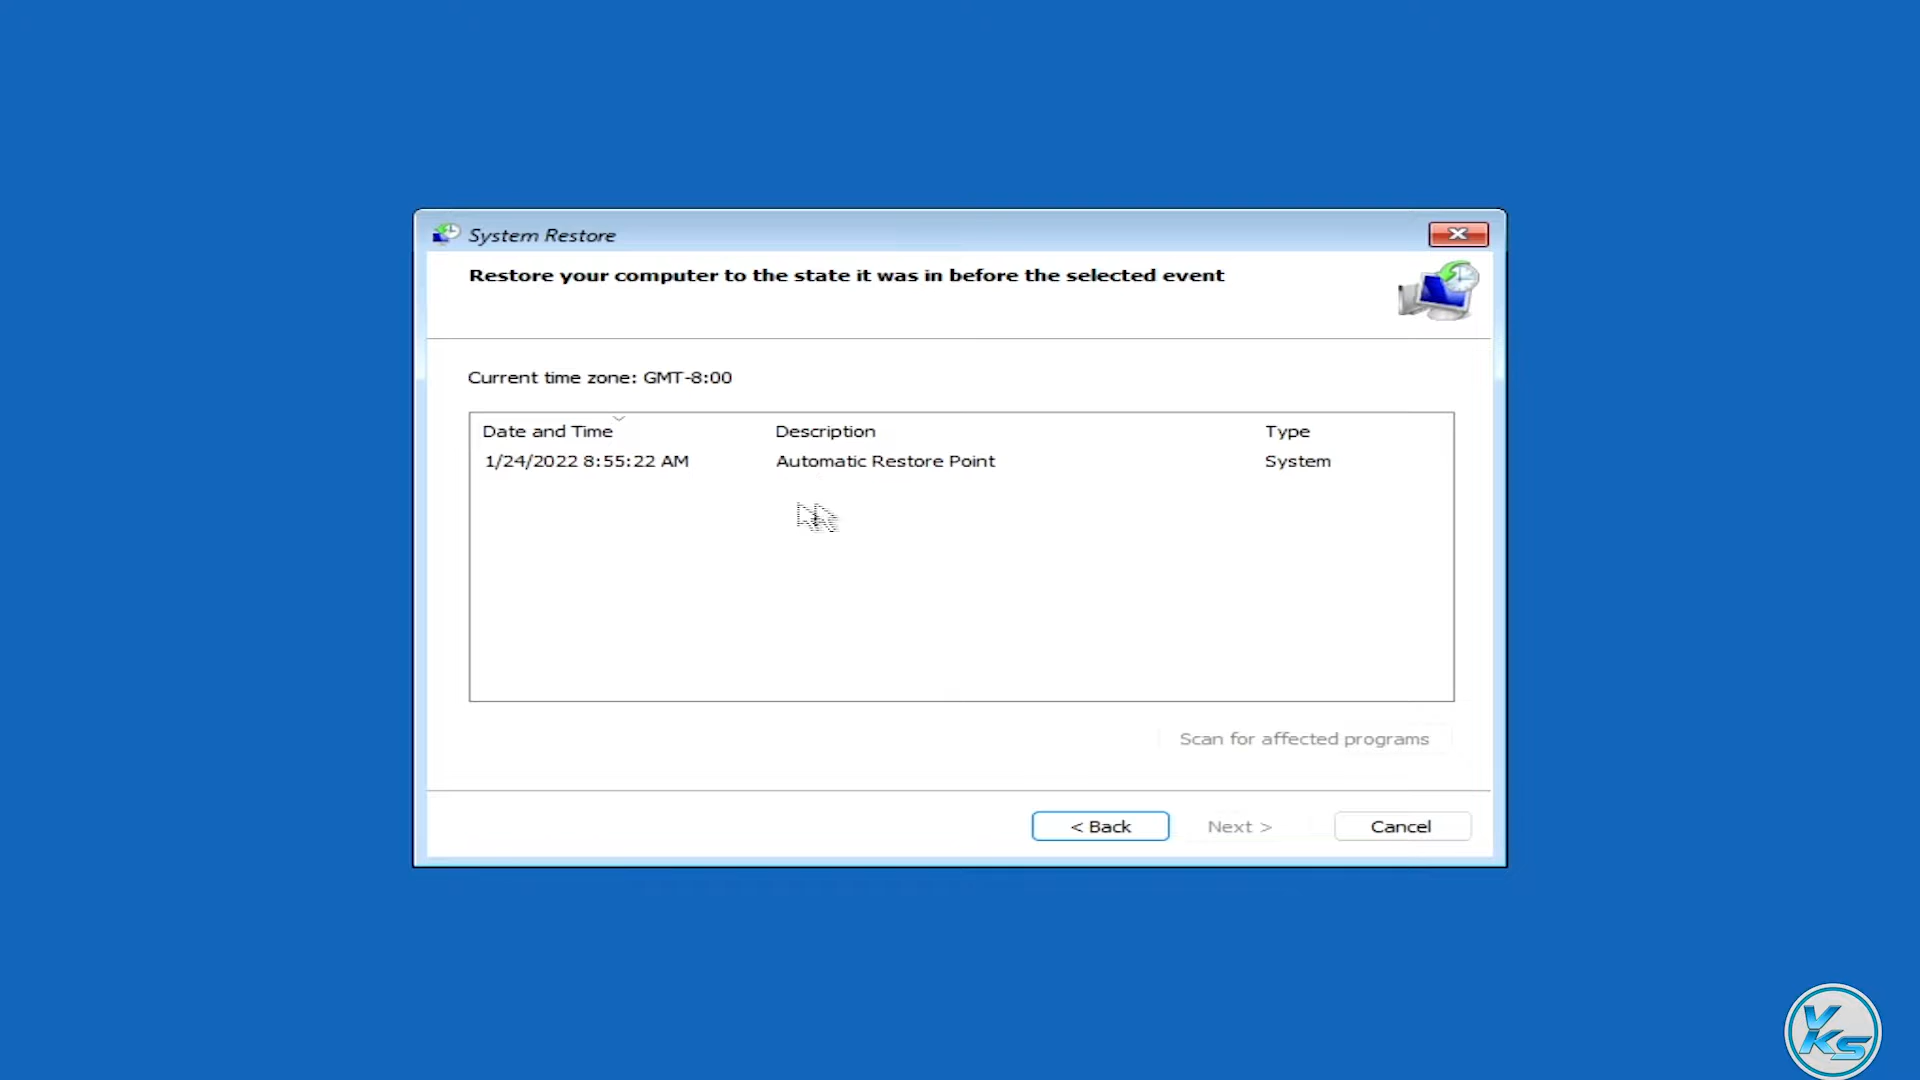 System Restore
Restore your computer to the state it was in before the selected event
Current time zone: GMT-8:00
Date and Time Description Type
1/24/2022 8:55:22 AM Automatic Restore Point System
Scan for affected programs
< Back Next > Cancel
VKS